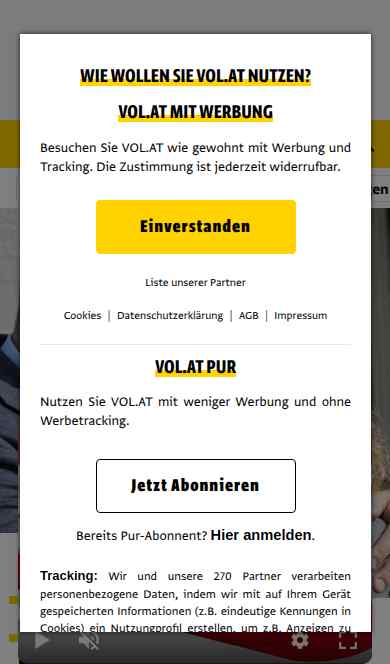 WIE WOLLEN SIE VOL.AT NUTZEN?
VOL.AT MIT WERBUNG
Besuchen Sie VOL.AT wie gewohnt mit Werbung und
Tracking. Die Zustimmung ist jederzeit widerrufbar.
Einverstanden
Liste unserer Partner
Cookies | Datenschutzerklärung | AGB | Impressum
VOL.AT PUR
Nutzen Sie VOL.AT mit weniger Werbung und ohne
Werbetracking.
Jetzt Abonnieren
Bereits Pur-Abonnent? Hier anmelden.
Tracking: Wir und unsere 270 Partner verarbeiten
personenbezogene Daten, indem wir mit auf Ihrem Gerät
gespeicherten Informationen (z.B. eindeutige Kennungen in
Cookies) ein Nutzungprofil erstellen, um z.B. Anzeigen zu